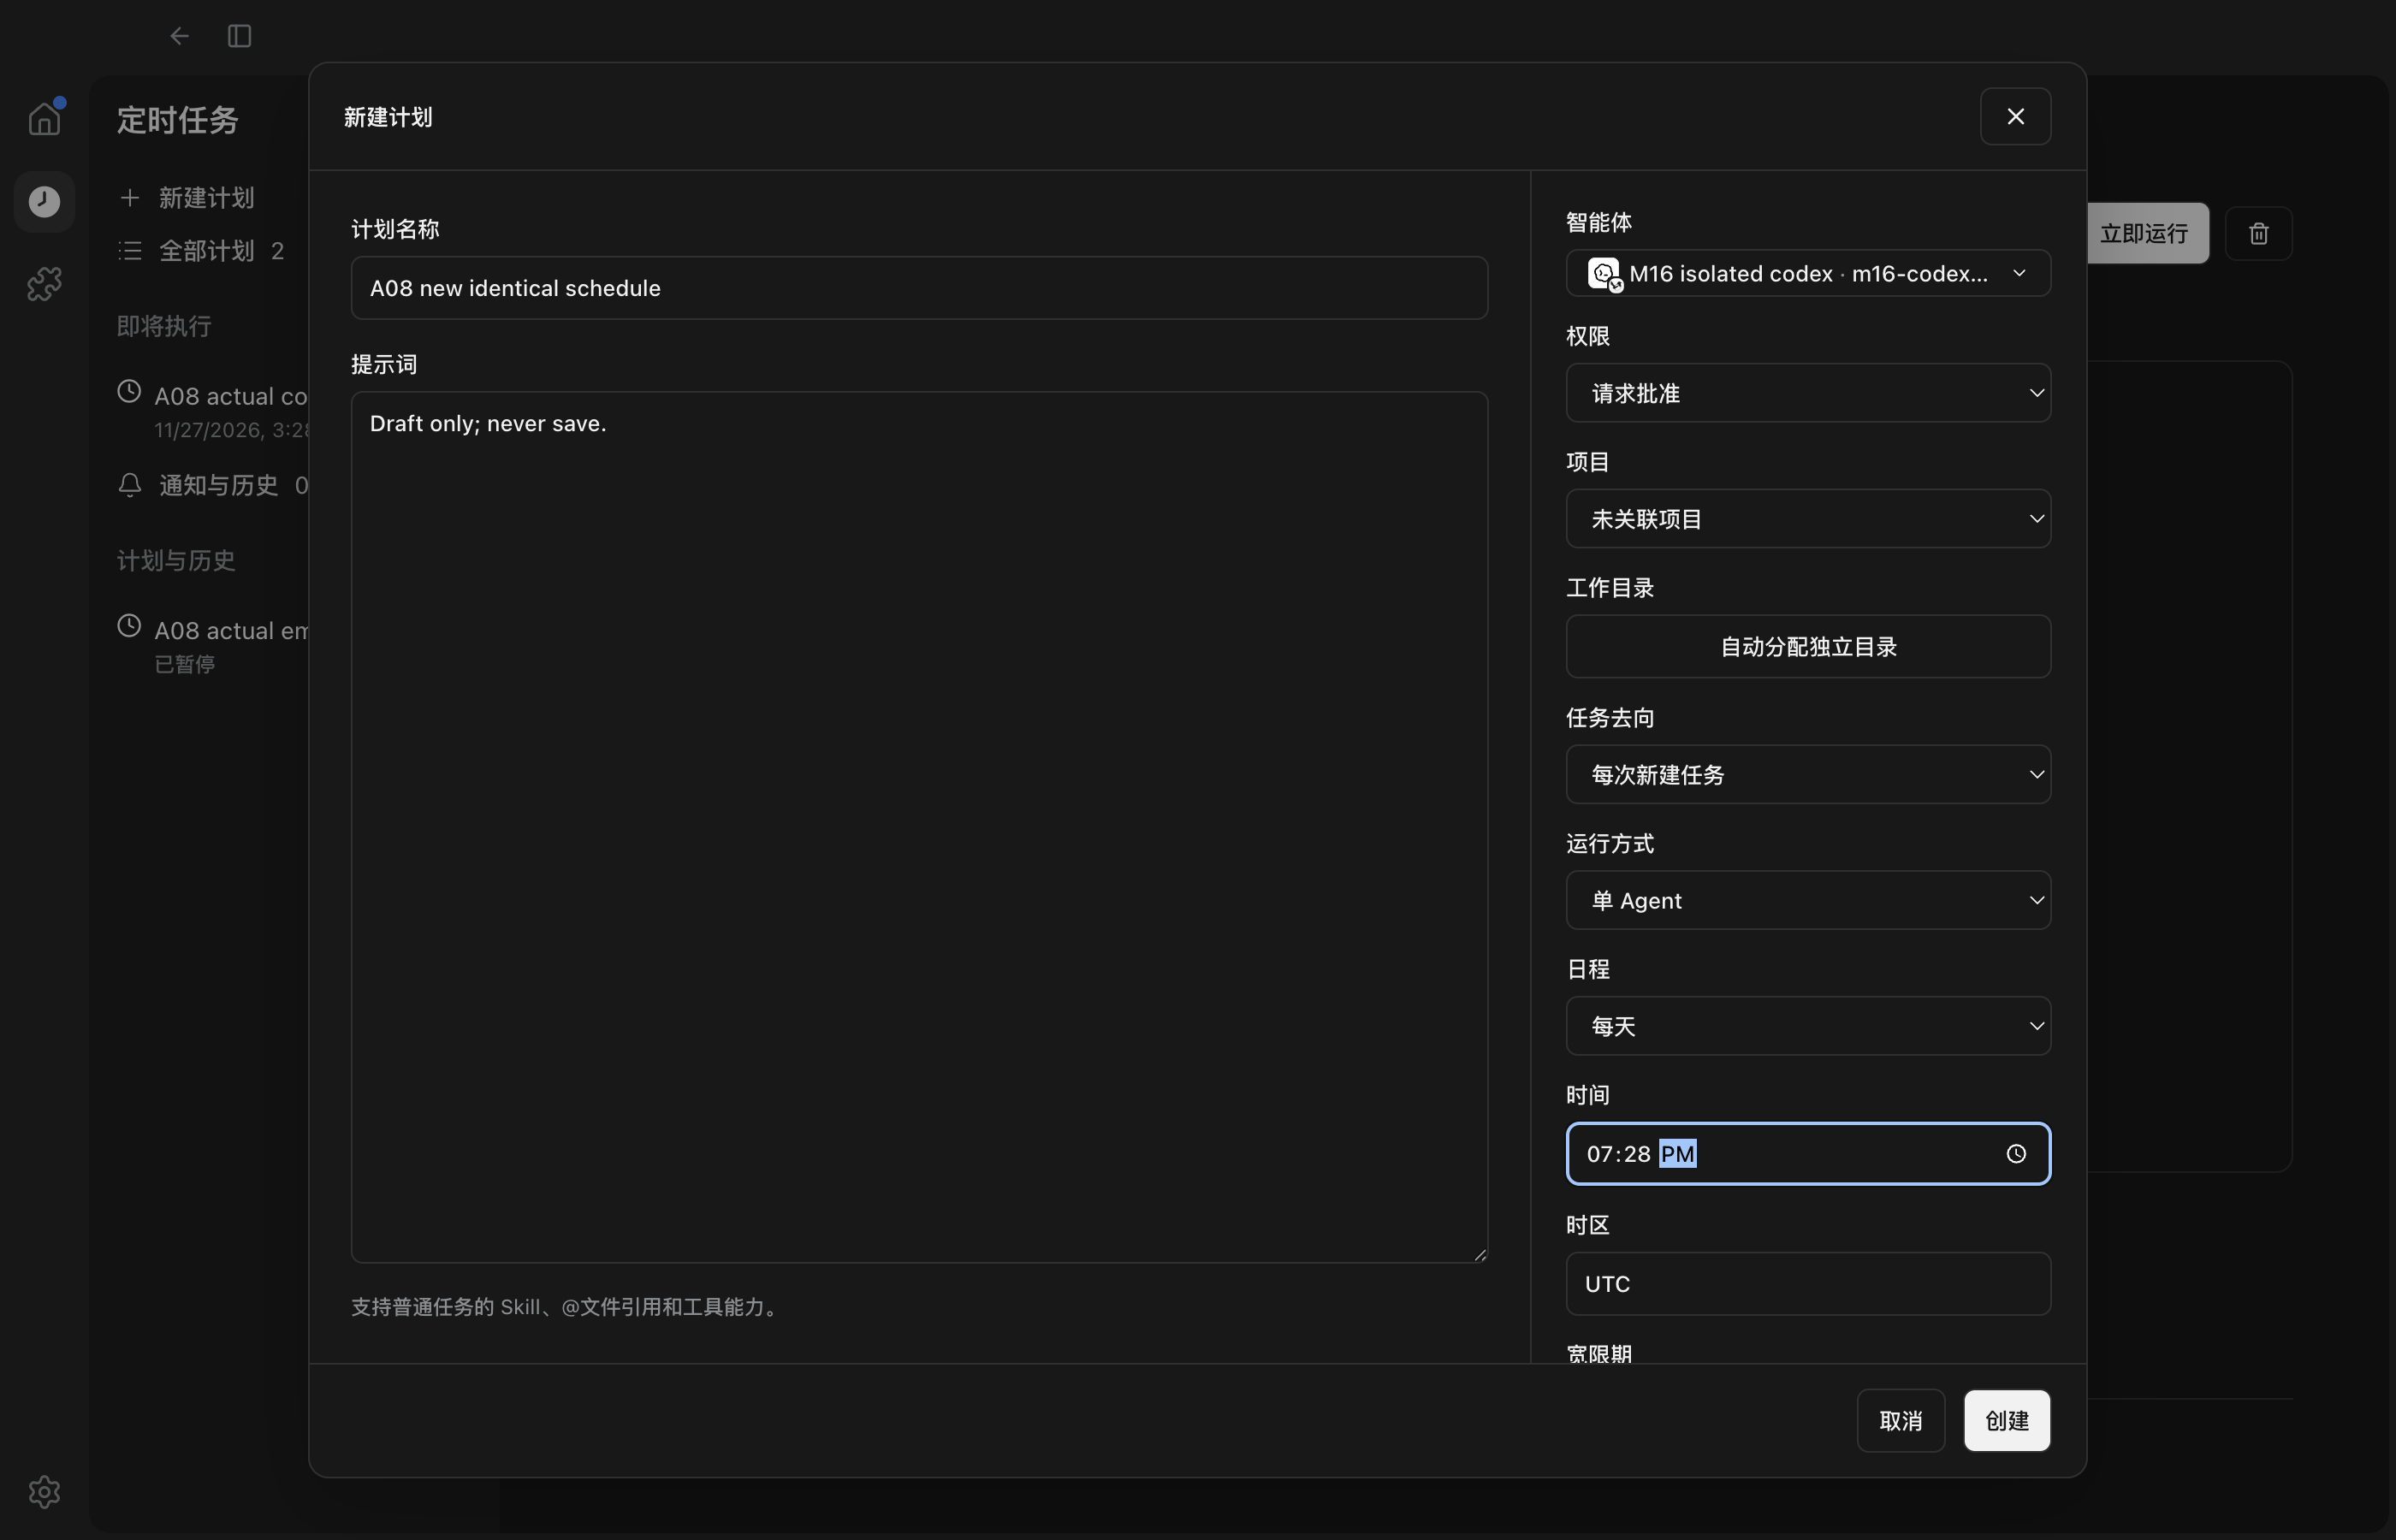 定时任务
新建计划
全部计划 2
即将执行
A08 actual co
11/27/2026, 3:28
通知与历史 0
计划与历史
A08 actual em
已暂停
新建计划
计划名称
A08 new identical schedule
提示词
Draft only; never save.
支持普通任务的 Skill、@文件引用和工具能力。
智能体
M16 isolated codex · m16-codex...
权限
请求批准
项目
未关联项目
工作目录
自动分配独立目录
任务去向
每次新建任务
运行方式
单 Agent
日程
每天
时间
07:28 PM
时区
UTC
宽限期
取消
创建
立即运行